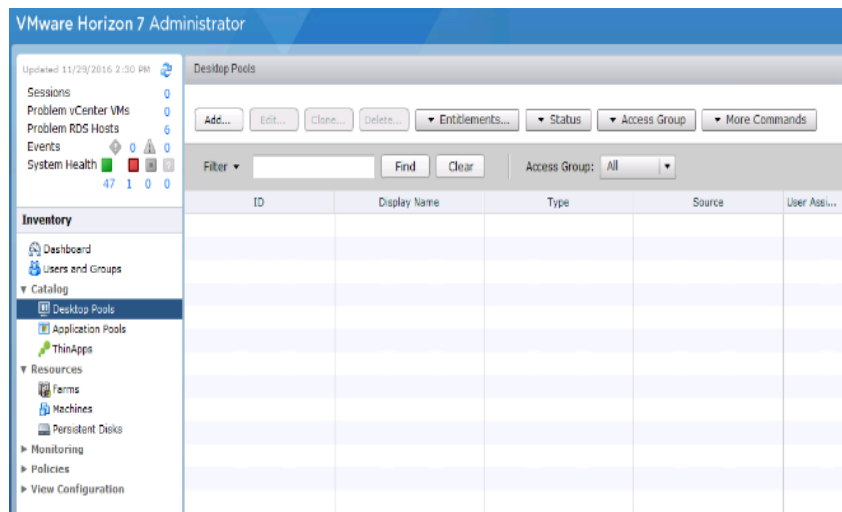 VMware Horizon 7 Administrator
Updated 11/29/2016 2:30 PM
Sessions 0
Problem vCenter VMs 0
Problem RDS Hosts 6
Events 0 0
System Health
47 1 0 0
Inventory
Dashboard
Users and Groups
Catalog
Desktop Pools
Application Pools
ThinApps
Resources
Farms
Machines
Persistent Disks
Monitoring
Policies
View Configuration
Desktop Pools
Add... Edit... Clone... Delete... Entitlements... Status Access Group More Commands
Filter Find Clear Access Group: All
ID Display Name Type Source User Assi...